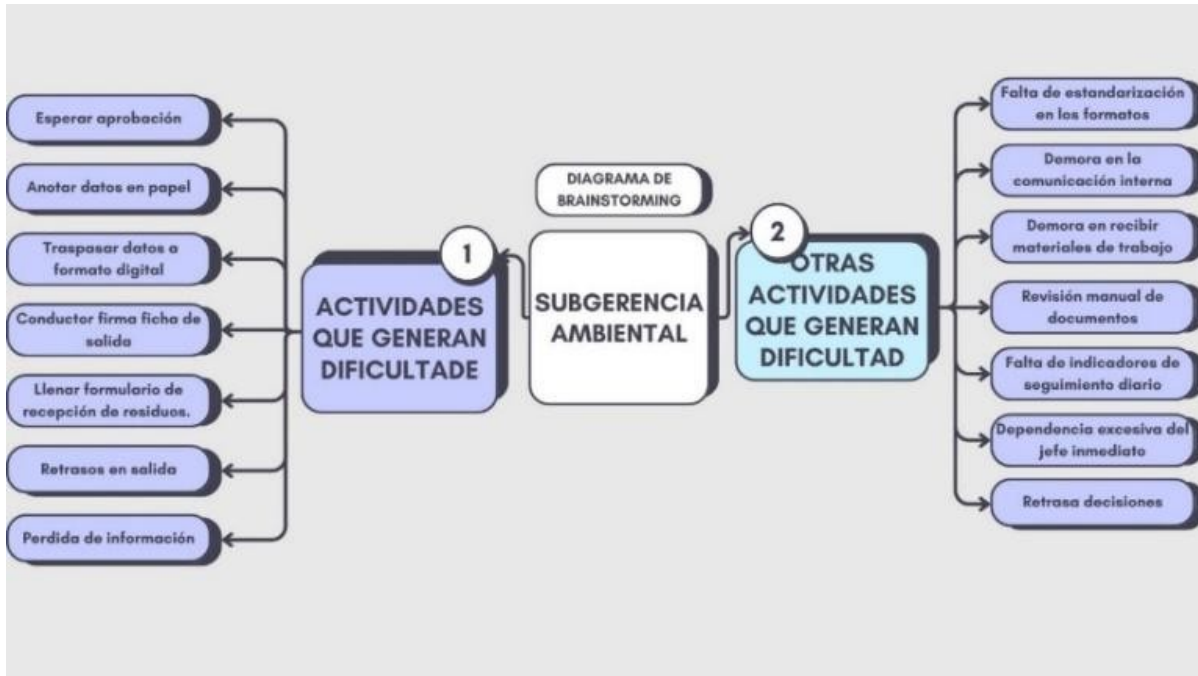 DIAGRAMA DE
BRAINSTORMING
SUBGERENCIA
AMBIENTAL
1
ACTIVIDADES
QUE GENERAN
DIFICULTADE
Esperar aprobación
Anotar datos en papel
Traspasar datos a
formato digital
Conductor firma ficha de
salida
Llenar formulario de
recepción de residuos.
Retrasos en salida
Perdida de información
2
OTRAS
ACTIVIDADES
QUE GENERAN
DIFICULTAD
Falta de estandarización
en los formatos
Demora en la
comunicación interna
Demora en recibir
materiales de trabajo
Revisión manual de
documentos
Falta de indicadores de
seguimiento diario
Dependencia excesiva del
jefe inmediato
Retrasa decisiones